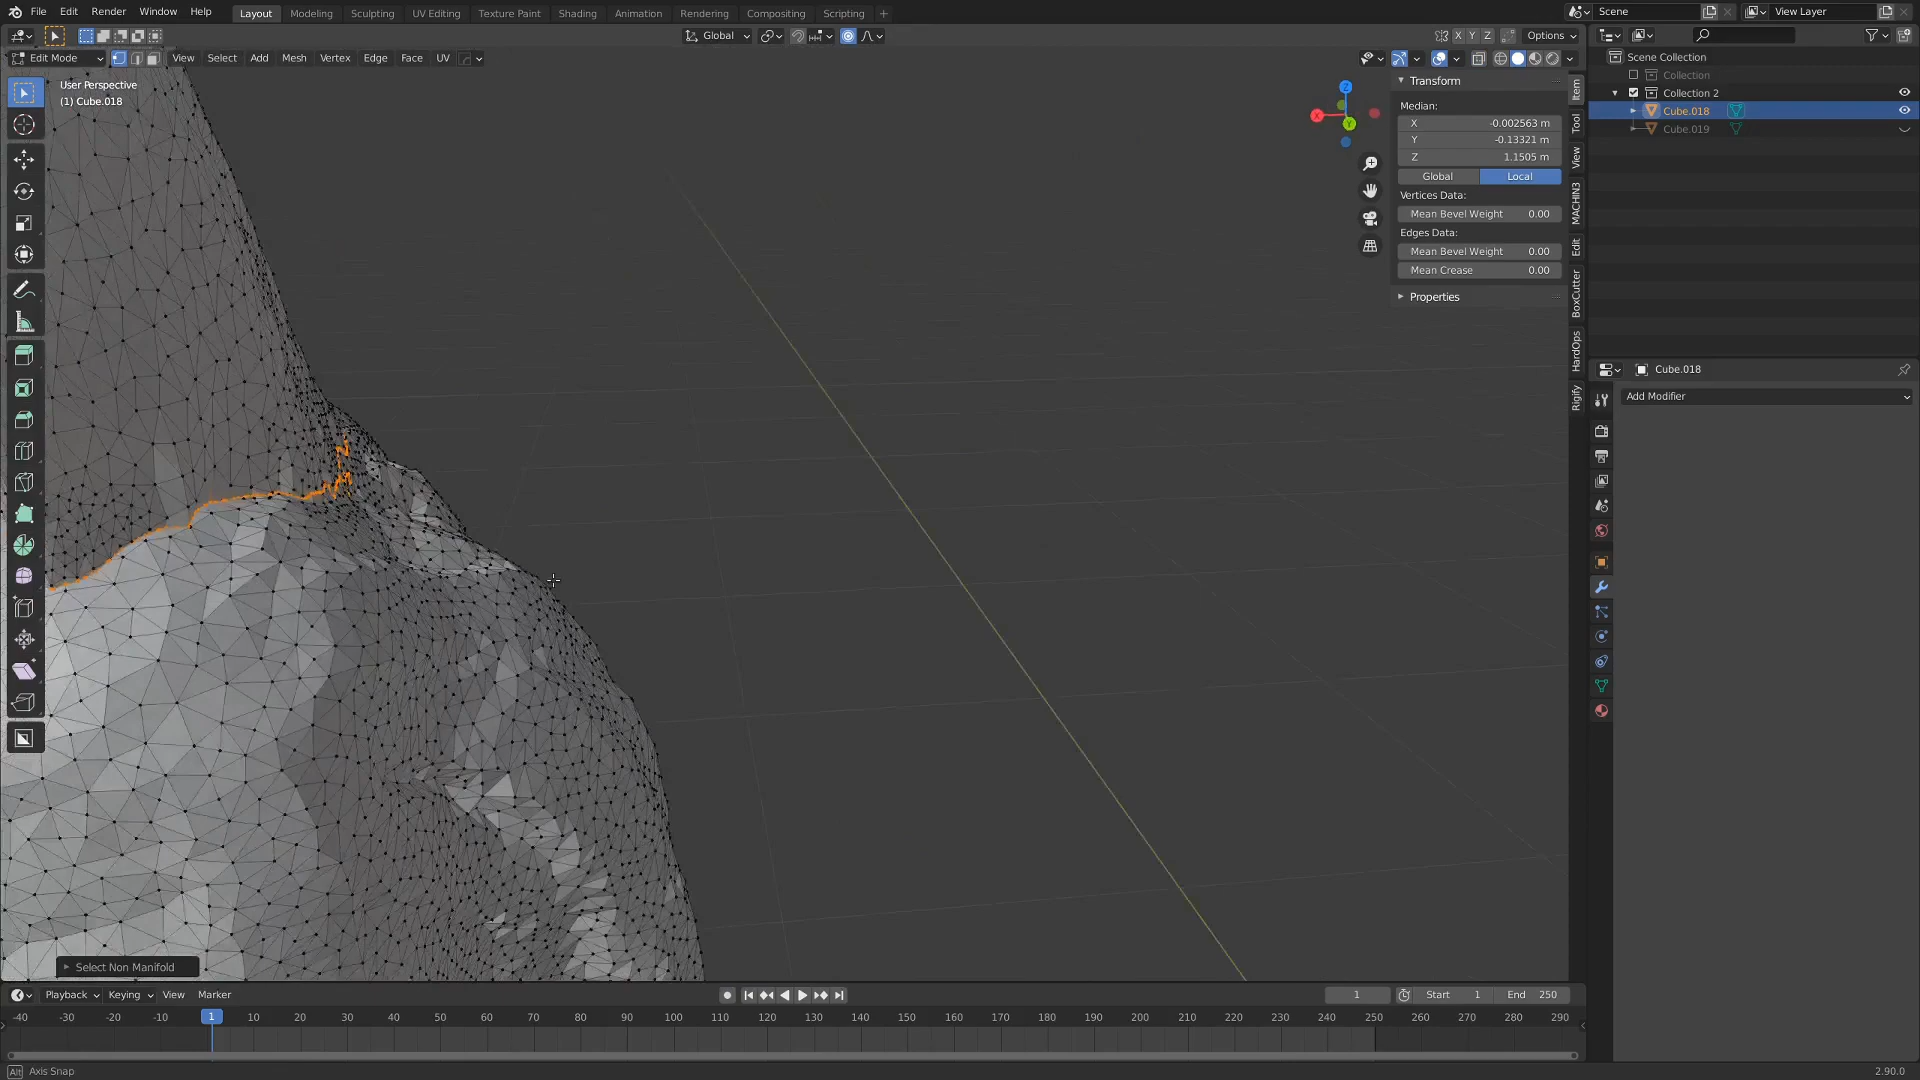 File Edit Render Window Help Layout Modeling Sculpting UV Editing Texture Paint Shading Animation Rendering Compositing Scripting + Scene View Layer
Global X Y Z Options
Edit Mode View Select Add Mesh Vertex Edge Face UV
User Perspective
(1) Cube.018
Z
X
Y
Transform
Median:
X -0.002563 m
Y -0.13321 m
Z 1.1505 m
Global Local
Vertices Data:
Mean Bevel Weight 0.00
Edges Data:
Mean Bevel Weight 0.00
Mean Crease 0.00
Properties
Item
Tool
View
MACHIN3
Edit
BoxCutter
HardOps
Rigify
Scene Collection
Collection
Collection 2
Cube.018
Cube.019
Cube.018
Add Modifier
Select Non Manifold
Playback Keying View Marker 1 Start 1 End 250
-40 -30 -20 -10 1 10 20 30 40 50 60 70 80 90 100 110 120 130 140 150 160 170 180 190 200 210 220 230 240 250 260 270 280 290
Alt Axis Snap 2.90.0